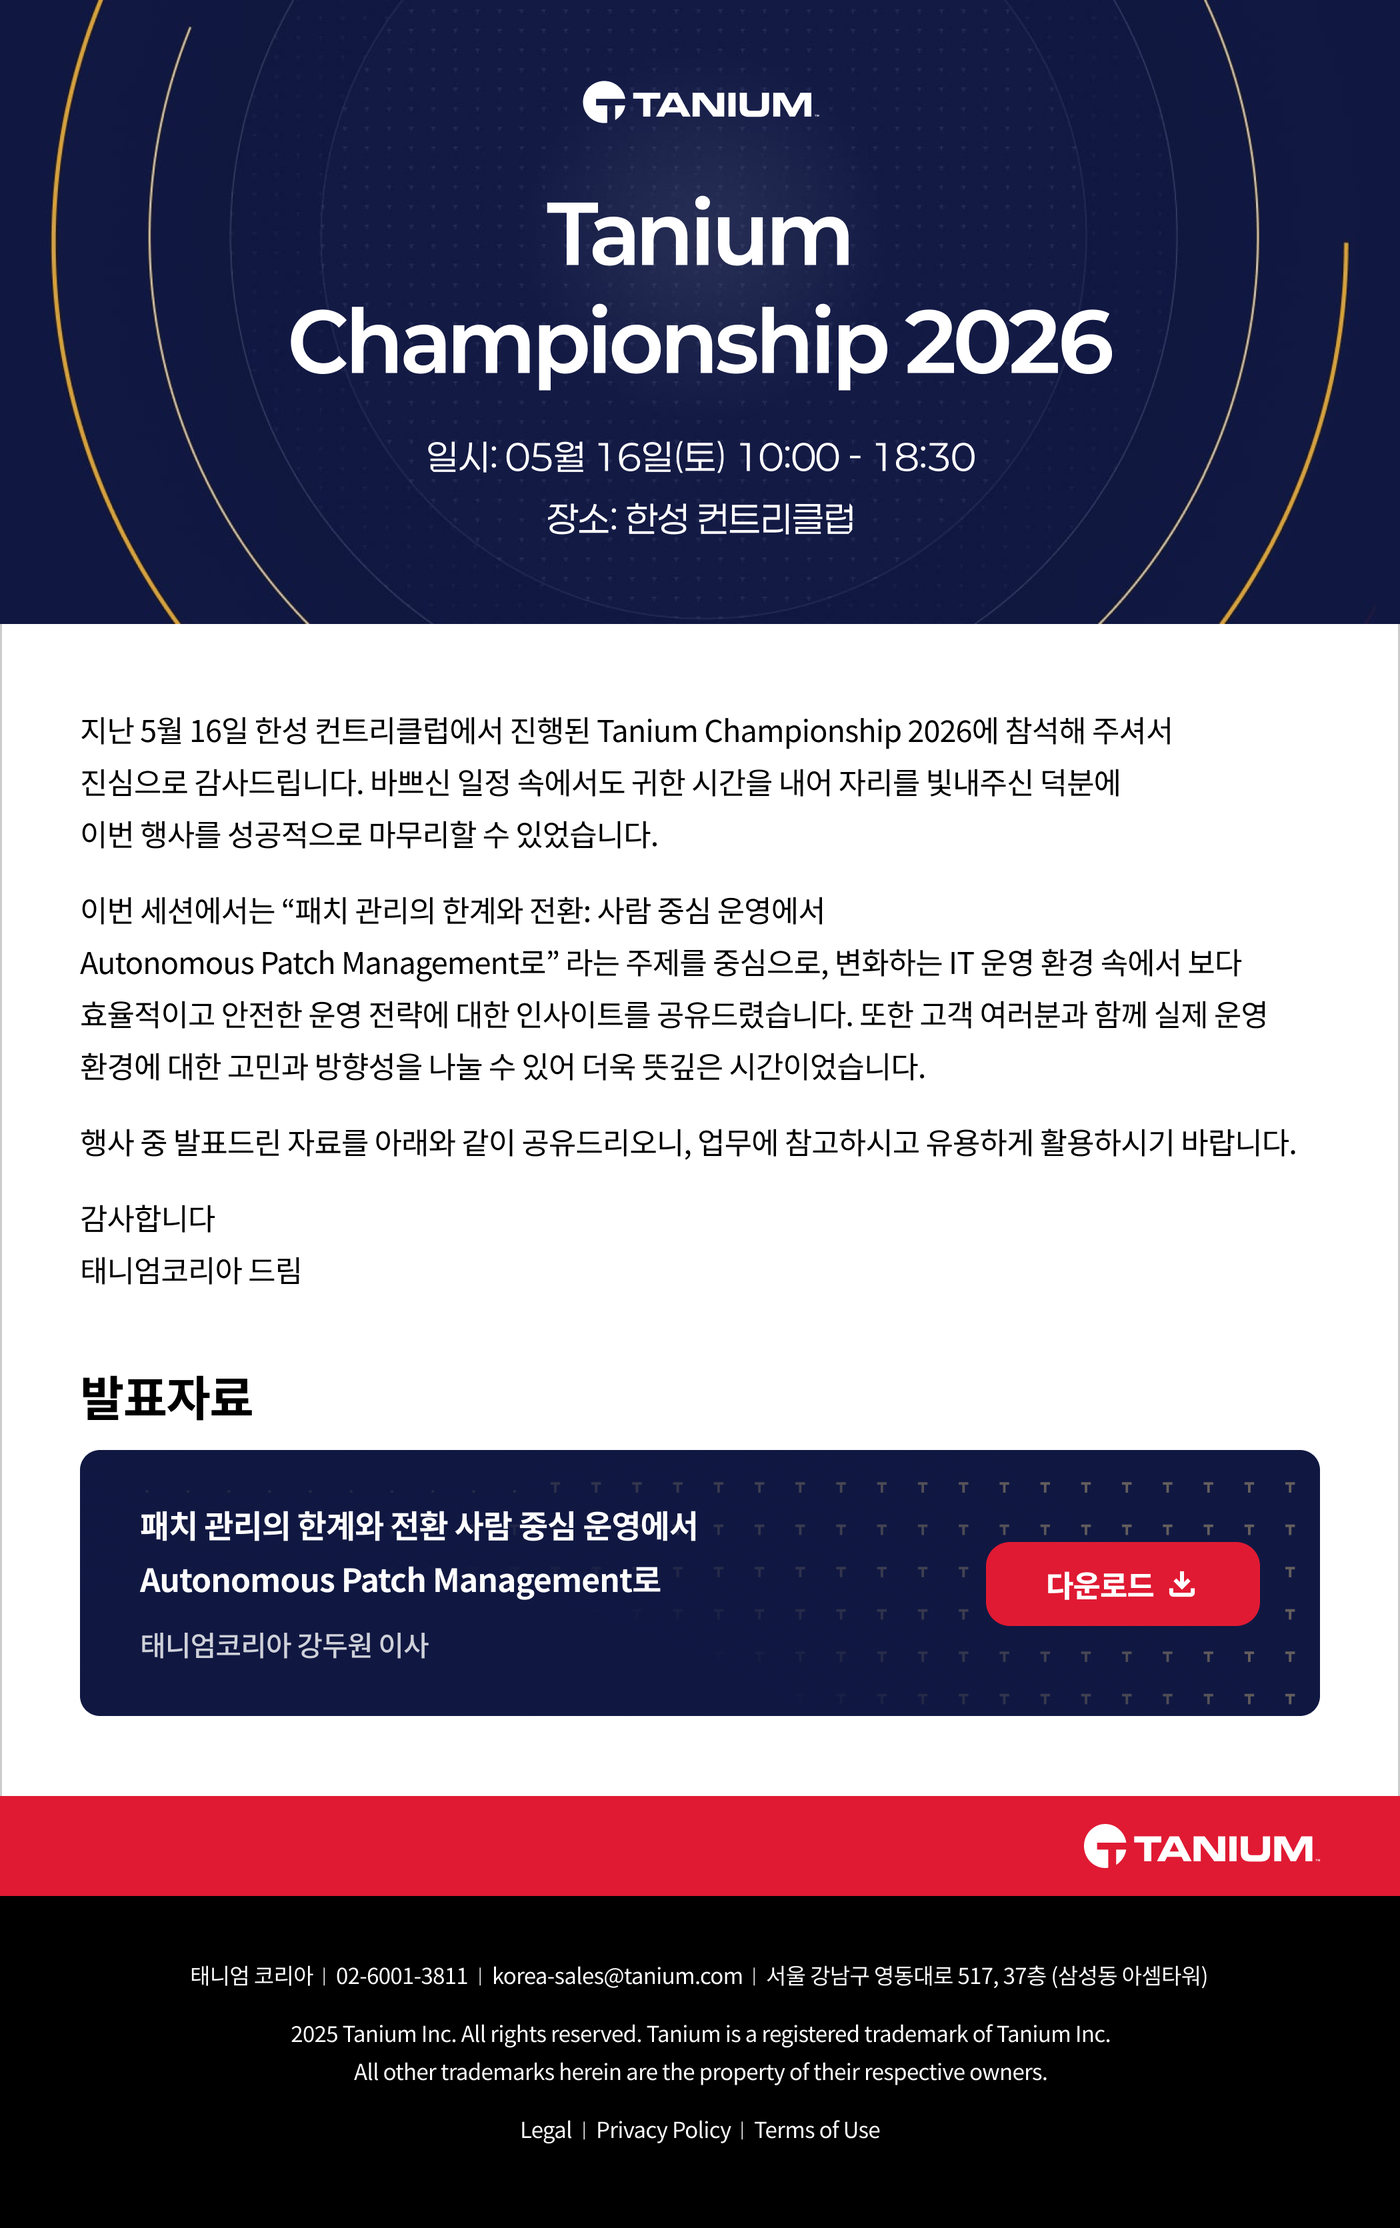 TANIUM
Tanium
Championship 2026
일시: 05월 16일(토) 10:00 - 18:30
장소: 한성 컨트리클럽
지난 5월 16일 한성 컨트리클럽에서 진행된 Tanium Championship 2026에 참석해 주셔서
진심으로 감사드립니다. 바쁘신 일정 속에서도 귀한 시간을 내어 자리를 빛내주신 덕분에
이번 행사를 성공적으로 마무리할 수 있었습니다.
이번 세션에서는 “패치 관리의 한계와 전환: 사람 중심 운영에서
Autonomous Patch Management로” 라는 주제를 중심으로, 변화하는 IT 운영 환경 속에서 보다
효율적이고 안전한 운영 전략에 대한 인사이트를 공유드렸습니다. 또한 고객 여러분과 함께 실제 운영
환경에 대한 고민과 방향성을 나눌 수 있어 더욱 뜻깊은 시간이었습니다.
행사 중 발표드린 자료를 아래와 같이 공유드리오니, 업무에 참고하시고 유용하게 활용하시기 바랍니다.
감사합니다
태니엄코리아 드림
발표자료
패치 관리의 한계와 전환 사람 중심 운영에서
Autonomous Patch Management로
태니엄코리아 강두원 이사
다운로드
TANIUM
태니엄 코리아 | 02-6001-3811 | korea-sales@tanium.com | 서울 강남구 영동대로 517, 37층 (삼성동 아셈타워)
2025 Tanium Inc. All rights reserved. Tanium is a registered trademark of Tanium Inc.
All other trademarks herein are the property of their respective owners.
Legal | Privacy Policy | Terms of Use